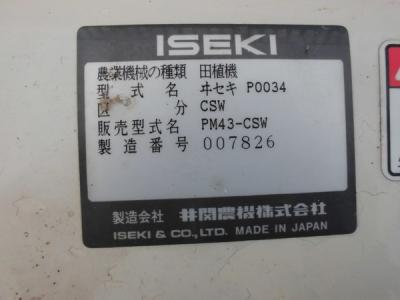 ISEKI
農業機械の種類 田植機
型式名 ヰセキ P0034
区分 CSW
販売型式名 PM43-CSW
製造番号 007826
製造会社 井関農機株式会社
ISEKI & CO., LTD. MADE IN JAPAN